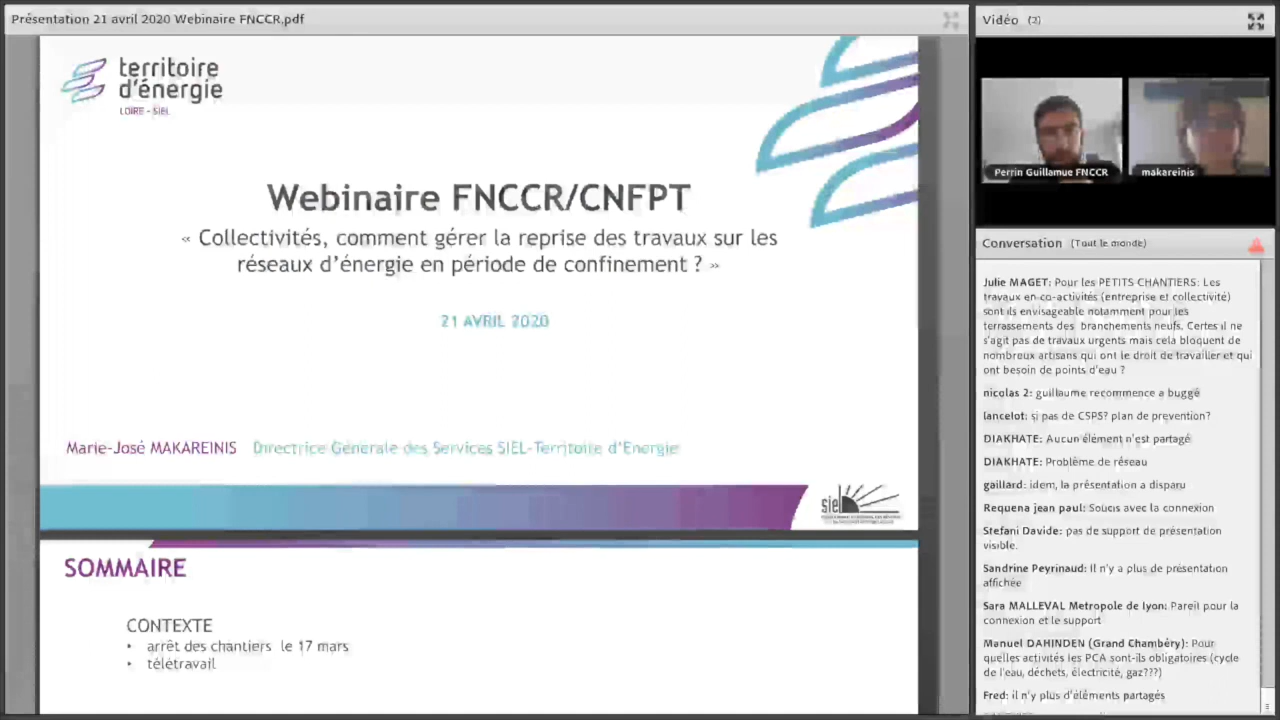 Présentation 21 avril 2020 Webinaire FNCCR.pdf
territoire
d'énergie
LOIRE - SIEL
Webinaire FNCCR/CNFPT
« Collectivités, comment gérer la reprise des travaux sur les
réseaux d'énergie en période de confinement ? »
21 AVRIL 2020
Marie-José MAKAREINIS Directrice Générale des Services SIEL-Territoire d'Energie
siel
SOMMAIRE
CONTEXTE
• arrêt des chantiers le 17 mars
• télétravail
Vidéo (2)
Perrin Guillamue FNCCR
makareinis
Conversation (Tout le monde)
Julie MAGET: Pour les PETITS CHANTIERS: Les
travaux en co-activités (entreprise et collectivité)
sont ils envisageable notamment pour les
terrassements des branchements neufs. Certes il ne
s'agit pas de travaux urgents mais cela bloquent de
nombreux artisans qui ont le droit de travailler et qui
ont besoin de points d'eau ?
nicolas 2: guillaume recommence a buggé
lancelot: si pas de CSPS? plan de prevention?
DIAKHATE: Aucun élément n'est partagé
DIAKHATE: Problème de réseau
gaillard: idem, la présentation a disparu
Requena jean paul: Soucis avec la connexion
Stefani Davide: pas de support de présentation
visible.
Sandrine Peyrinaud: Il n'y a plus de présentation
affichée
Sara MALLEVAL Metropole de lyon: Pareil pour la
connexion et le support
Manuel DAHINDEN (Grand Chambéry): Pour
quelles activités les PCA sont-ils obligatoires (cycle
de l'eau, déchets, électricité, gaz???)
Fred: il n'y plus d'éléments partagés